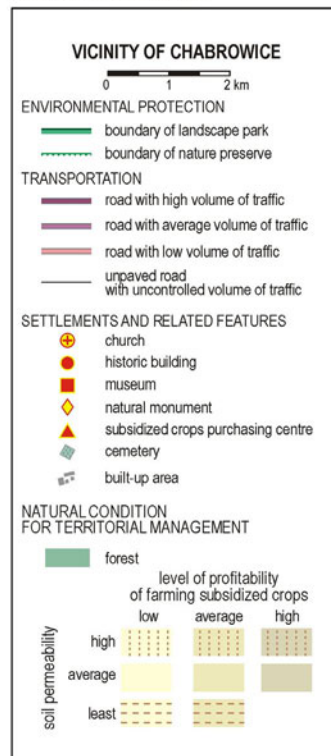 VICINITY OF CHABROWICE
0 1 2 km
ENVIRONMENTAL PROTECTION
boundary of landscape park
boundary of nature preserve
TRANSPORTATION
road with high volume of traffic
road with average volume of traffic
road with low volume of traffic
unpaved road
with uncontrolled volume of traffic
SETTLEMENTS AND RELATED FEATURES
church
historic building
museum
natural monument
subsidized crops purchasing centre
cemetery
built-up area
NATURAL CONDITION
FOR TERRITORIAL MANAGEMENT
forest
level of profitability
of farming subsidized crops
low average high
soil permeability
high
average
least